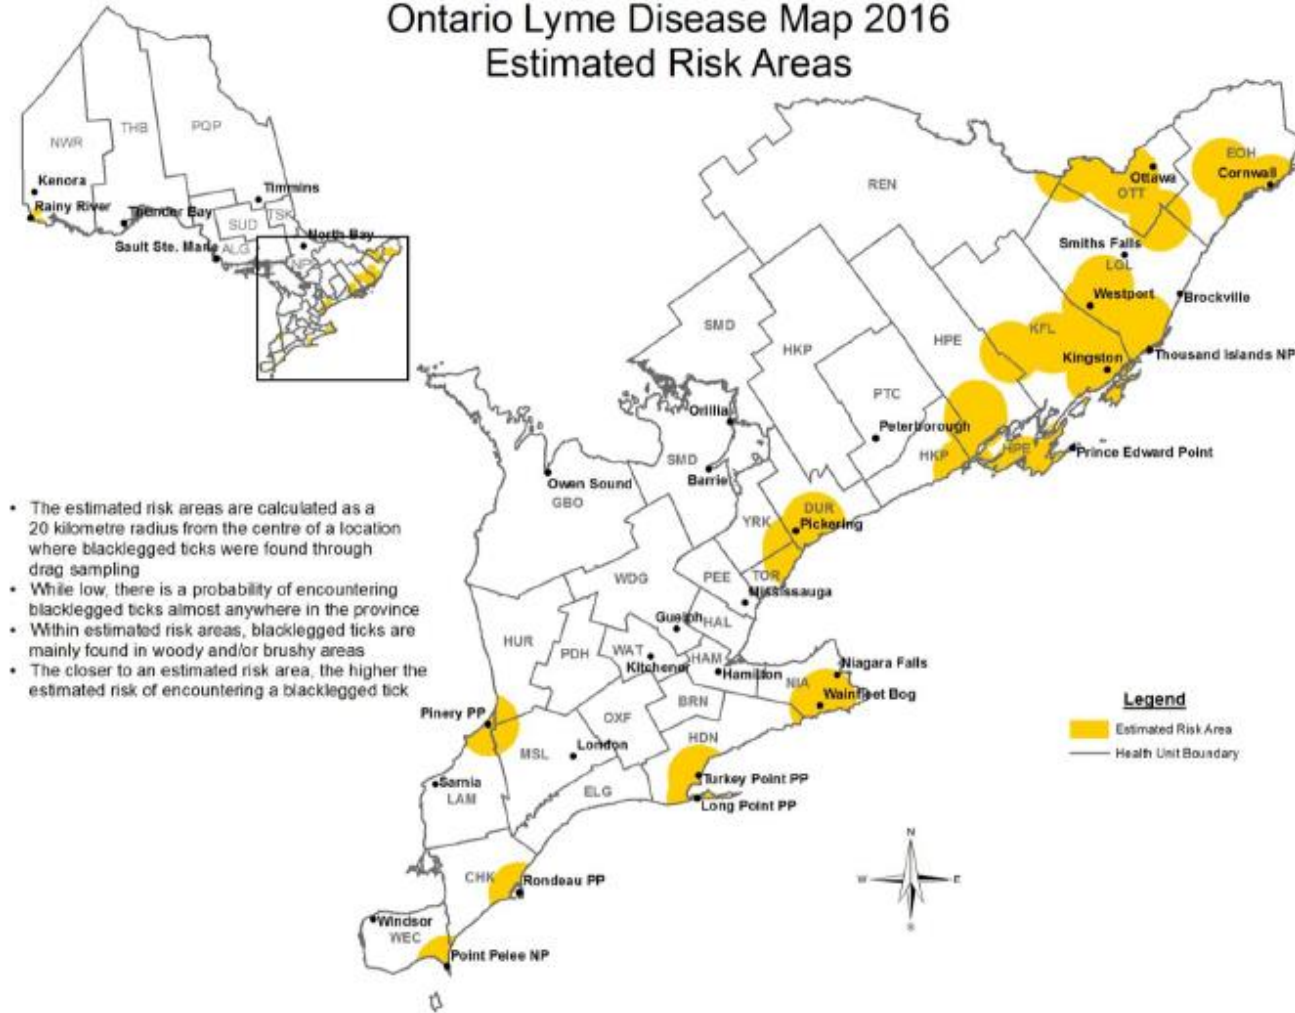 Ontario Lyme Disease Map 2016
Estimated Risk Areas
NWR
THB
PQP
Kenora
Rainy River
Thunder Bay
Timmins
TSK
SUD
North Bay
Sault Ste. Marie
ALG
REN
OTT
Ottawa
EOH
Cornwall
Smiths Falls
LGL
Westport
Brockville
KFL
Kingston
Thousand Islands NP
SMD
HKP
HPE
PTC
Peterborough
HKP
HPE
Prince Edward Point
Orillia
SMD
Barrie
Owen Sound
GBO
YRK
DUR
Pickering
PEE
TOR
Mississauga
WDG
Guelph
HAL
HUR
PDH
WAT
Kitchener
HAM
Hamilton
NIA
Niagara Falls
Wainfleet Bog
BRN
OXF
HDN
Pinery PP
MSL
London
Turkey Point PP
Long Point PP
ELG
Sarnia
LAM
CHK
Rondeau PP
Windsor
WEC
Point Pelee NP
• The estimated risk areas are calculated as a
20 kilometre radius from the centre of a location
where blacklegged ticks were found through
drag sampling
• While low, there is a probability of encountering
blacklegged ticks almost anywhere in the province
• Within estimated risk areas, blacklegged ticks are
mainly found in woody and/or brushy areas
• The closer to an estimated risk area, the higher the
estimated risk of encountering a blacklegged tick
Legend
Estimated Risk Area
Health Unit Boundary
N
W
E
S